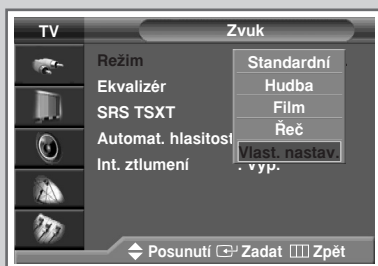 TV Zvuk
Režim Standardní
Ekvalizér Hudba
SRS TSXT Film
Automat. hlasitost Řeč
Int. ztlumení : Vyp. Vlast. nastav.
Posunutí Zadat Zpět